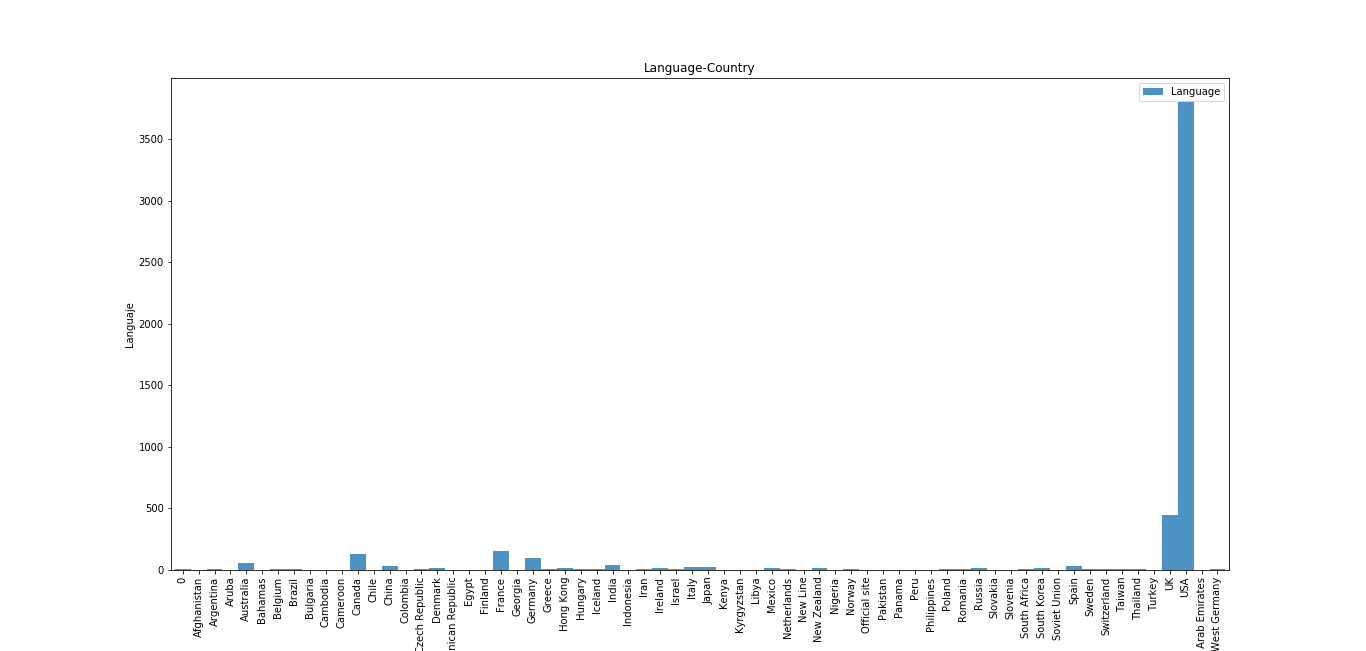 Language-Country
Language
Languaje
3500
3000
2500
2000
1500
1000
500
0
0
Afghanistan
Argentina
Aruba
Australia
Bahamas
Belgium
Brazil
Bulgaria
Cambodia
Cameroon
Canada
Chile
China
Colombia
Czech Republic
Denmark
nican Republic
Egypt
Finland
France
Georgia
Germany
Greece
Hong Kong
Hungary
Iceland
India
Indonesia
Iran
Ireland
Israel
Italy
Japan
Kenya
Kyrgyzstan
Libya
Mexico
Netherlands
New Line
New Zealand
Nigeria
Norway
Official site
Pakistan
Panama
Peru
Philippines
Poland
Romania
Russia
Slovakia
Slovenia
South Africa
South Korea
Soviet Union
Spain
Sweden
Switzerland
Taiwan
Thailand
Turkey
UK
USA
Arab Emirates
West Germany